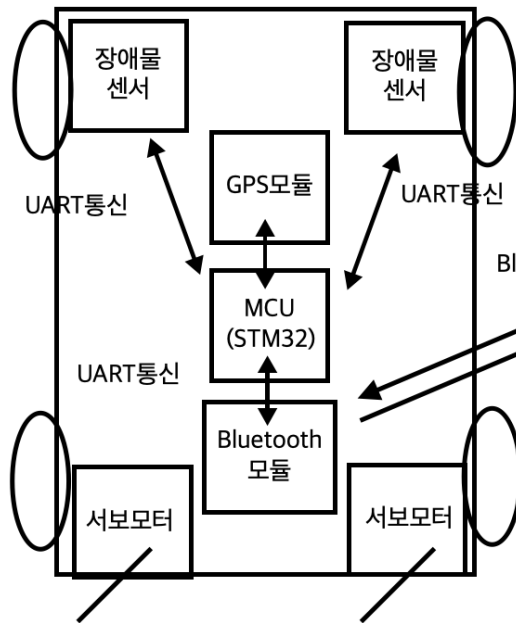 장애물
센서
장애물
센서
GPS모듈
UART통신
UART통신
Bl
MCU
(STM32)
UART통신
Bluetooth
모듈
서보모터
서보모터